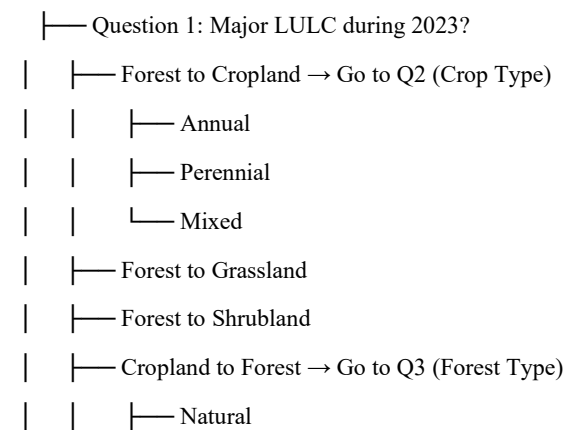 Question 1: Major LULC during 2023?
Forest to Cropland → Go to Q2 (Crop Type)
Annual
Perennial
Mixed
Forest to Grassland
Forest to Shrubland
Cropland to Forest → Go to Q3 (Forest Type)
Natural